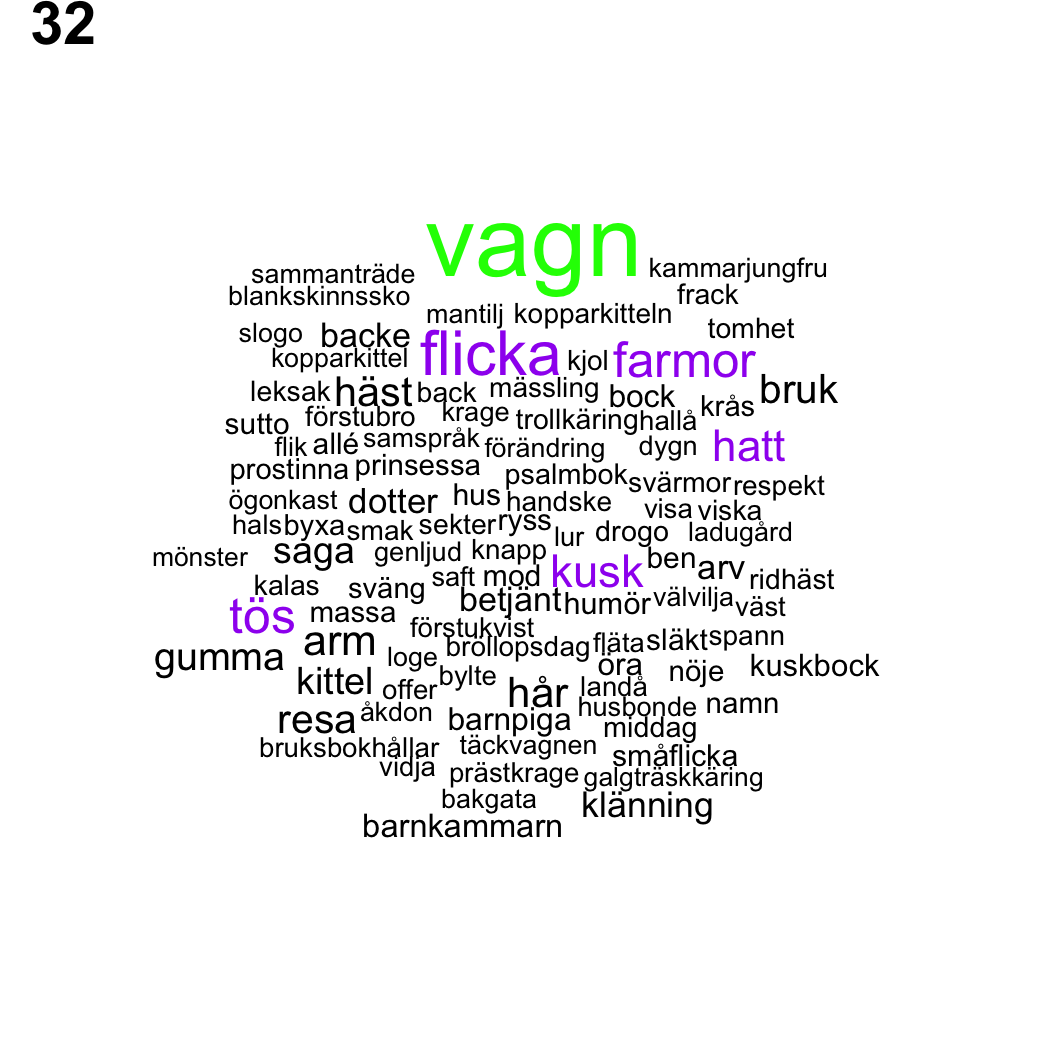 32
vagn
sammanträde kammarjungfru
blankskinnssko frack
mantilj kopparkitteln
slogo backe flicka tomhet
kopparkittel kjol farmor
leksak häst back mässling bock bruk
sutto förstubro krage trollkäring hallå krås
flik allé samspråk förändring dygn hatt
prostinna prinsessa psalmbok svärmor respekt
ögonkast dotter hus handske visa viska
hals byxa smak sekter ryss lur drogo ladugård
mönster saga genljud knapp kusk ben arv
kalas sväng saft mod ridhäst
tös massa betjänt humör välvilja väst
förstukvist
gumma arm loge bröllopsdag fläta släkt spann
kittel offer bylte öra nöje kuskbock
hår landå
resa åkdon barnpiga husbonde namn
middag
bruksbokhållar täckvagnen småflicka
vidja prästkrage galgträskkäring
bakgata klänning
barnkammarn